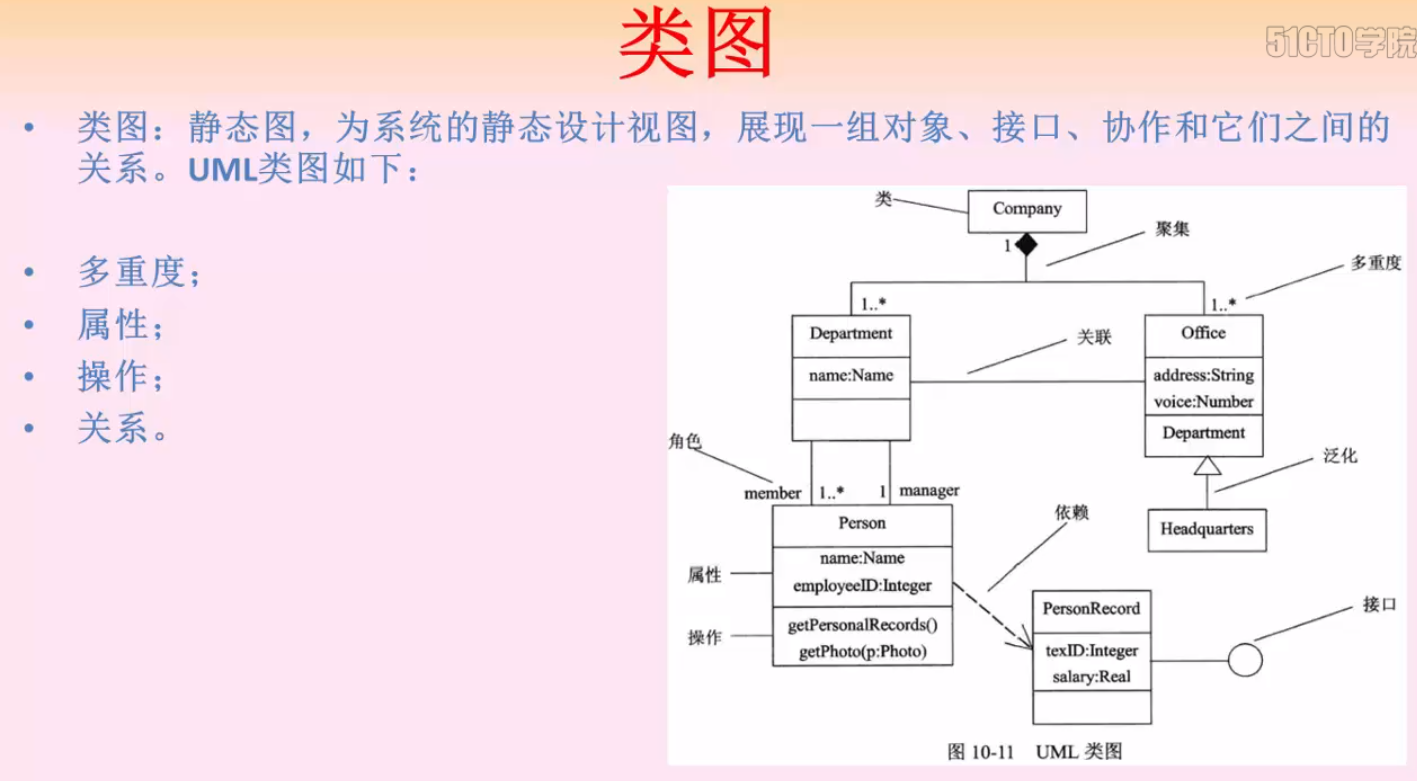 类图
51CTO学院
• 类图：静态图，为系统的静态设计视图，展现一组对象、接口、协作和它们之间的
关系。UML类图如下：
• 多重度；
• 属性；
• 操作；
• 关系。
类
Company
1
聚集
多重度
1..*
1..*
Department
name:Name
关联
Office
address:String
voice:Number
Department
角色
member
1..*
1
manager
泛化
Headquarters
Person
name:Name
employeeID:Integer
getPersonalRecords()
getPhoto(p:Photo)
属性
操作
依赖
PersonRecord
texID:Integer
salary:Real
接口
图 10-11 UML 类图